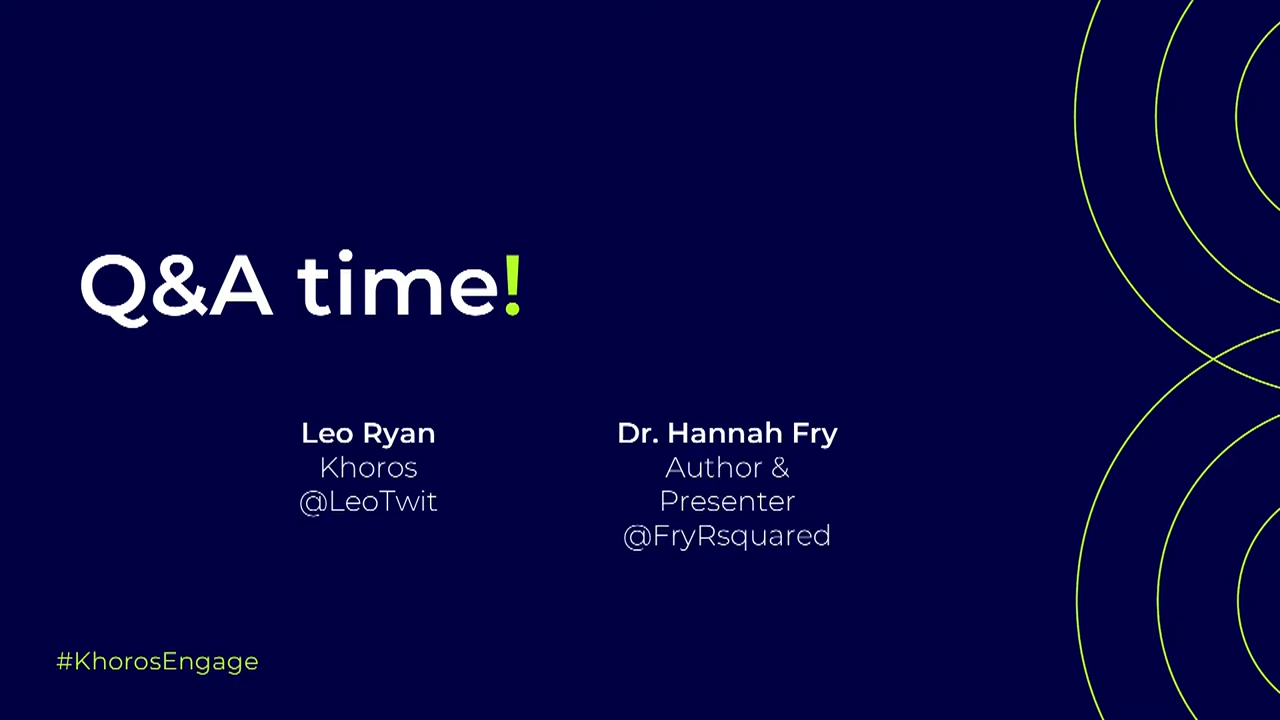 Q&A time!
Leo Ryan
Khoros
@LeoTwit
Dr. Hannah Fry
Author &
Presenter
@FryRsquared
#KhorosEngage